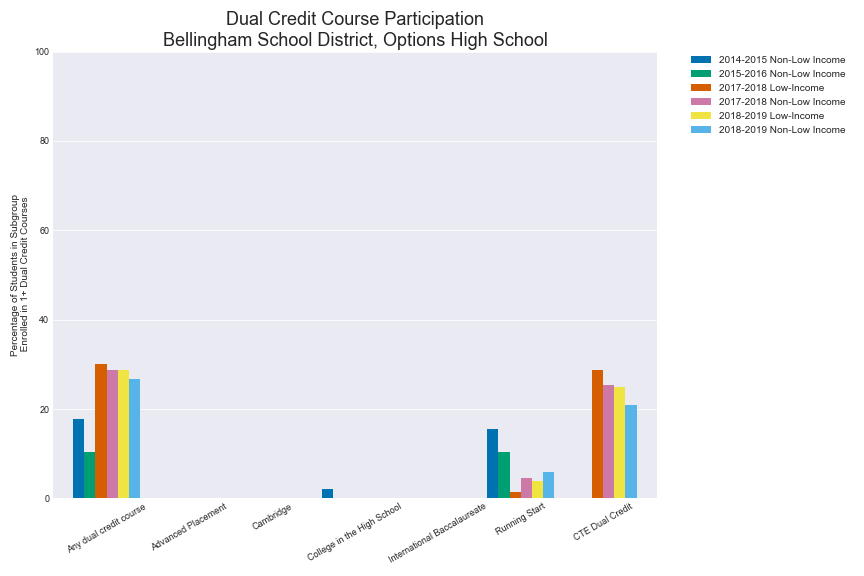 Dual Credit Course Participation
Bellingham School District, Options High School
2014-2015 Non-Low Income
2015-2016 Non-Low Income
2017-2018 Low-Income
2017-2018 Non-Low Income
2018-2019 Low-Income
2018-2019 Non-Low Income
Percentage of Students in Subgroup
Enrolled in 1+ Dual Credit Courses
100
80
60
40
20
0
Any dual credit course
Advanced Placement
Cambridge
College in the High School
International Baccalaureate
Running Start
CTE Dual Credit